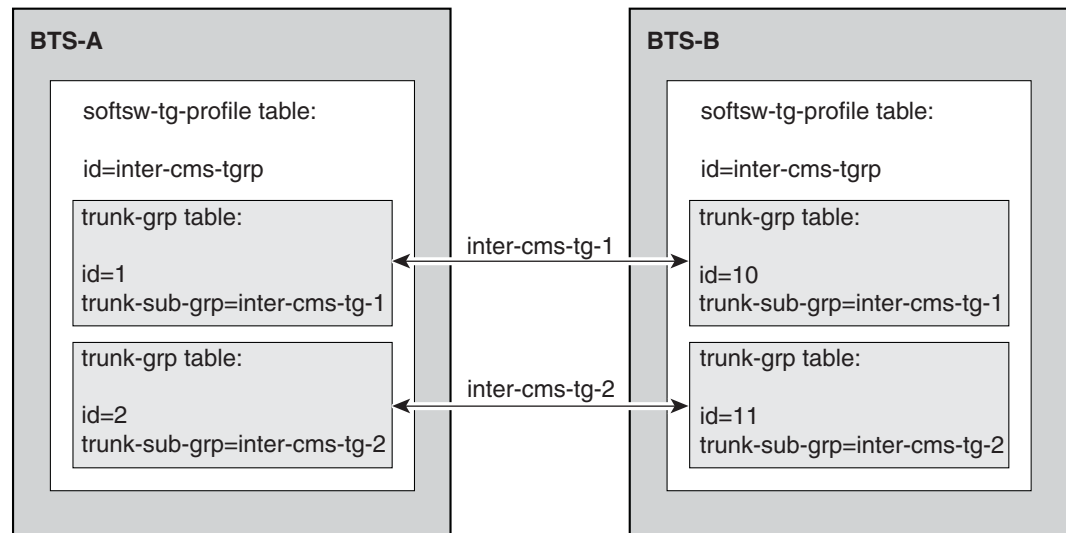 BTS-A
softsw-tg-profile table:
id=inter-cms-tgrp
trunk-grp table:
id=1
trunk-sub-grp=inter-cms-tg-1
trunk-grp table:
id=2
trunk-sub-grp=inter-cms-tg-2
inter-cms-tg-1
inter-cms-tg-2
BTS-B
softsw-tg-profile table:
id=inter-cms-tgrp
trunk-grp table:
id=10
trunk-sub-grp=inter-cms-tg-1
trunk-grp table:
id=11
trunk-sub-grp=inter-cms-tg-2